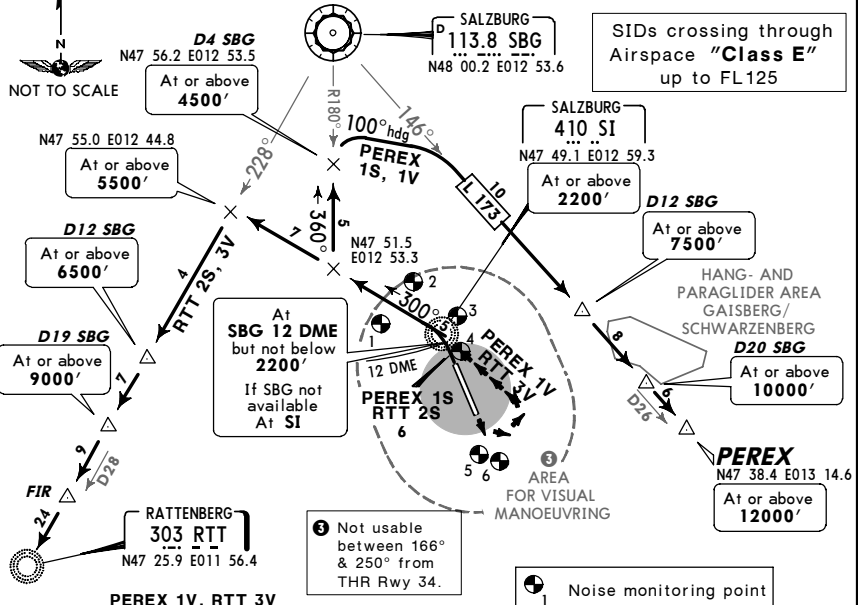 D4 SBG
N47 56.2 E012 53.5
At or above
4500'
N
NOT TO SCALE
SALZBURG
D 113.8 SBG
N48 00.2 E012 53.6
SIDs crossing through
Airspace "Class E"
up to FL125
N47 55.0 E012 44.8
At or above
5500'
228°
R180°
146°
100° hdg
PEREX
1S, 1V
SALZBURG
410 SI
N47 49.1 E012 59.3
At or above
2200'
10
L 173
D12 SBG
At or above
6500'
4
RTT 2S, 3V
7
360°
5
N47 51.5
E012 53.3
D12 SBG
At or above
7500'
HANG- AND
PARAGLIDER AREA
GAISBERG/
SCHWARZENBERG
300°
5
2
3
1
4
At
SBG 12 DME
but not below
2200'
If SBG not
available
At SI
12 DME
PEREX 1V
RTT 3V
PEREX 1S
RTT 2S
6
D19 SBG
At or above
9000'
7
8
D20 SBG
At or above
10000'
6
D26
9
D28
5
6
3
AREA
FOR VISUAL
MANOEUVRING
PEREX
N47 38.4 E013 14.6
At or above
12000'
FIR
24
RATTENBERG
303 RTT
N47 25.9 E011 56.4
3 Not usable
between 166°
& 250° from
THR Rwy 34.
1 Noise monitoring point
PEREX 1V, RTT 3V